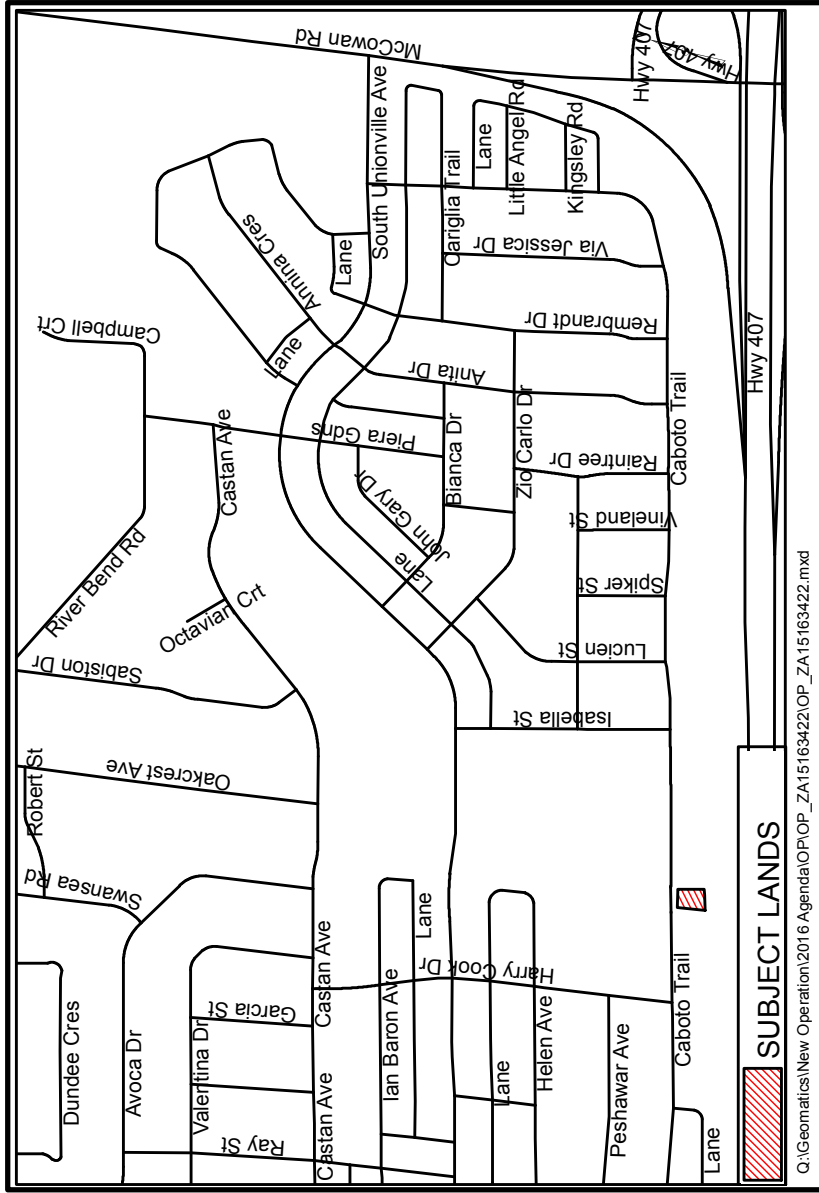 McCowan Rd
Hwy 407
Hwy 407
South Unionville Ave
Cariglia Trail
Lane
Little Angel Rd
Kingsley Rd
Via Jessica Dr
Annina Cres
Lane
Lane
Rembrandt Dr
Campbell Crt
Anita Dr
Castan Ave
Piera Gdns
John Gary Dr
Bianca Dr
Zio Carlo Dr
Raintree Dr
Caboto Trail
Hwy 407
River Bend Rd
Octavian Crt
Lane
Vineland St
Spiker St
Lucien St
Isabella St
Sabiston Dr
Oakcrest Ave
Robert St
Swansea Rd
Dundee Cres
Avoca Dr
Valentina Dr
Garcia St
Castan Ave
Ray St
Castan Ave
Ian Baron Ave
Lane
Harry Cook Dr
Lane
Helen Ave
Peshawar Ave
Caboto Trail
Lane
SUBJECT LANDS
Q:\Geomatics\New Operation\2016 Agenda\OP\OP_ZA15163422\OP_ZA15163422.mxd